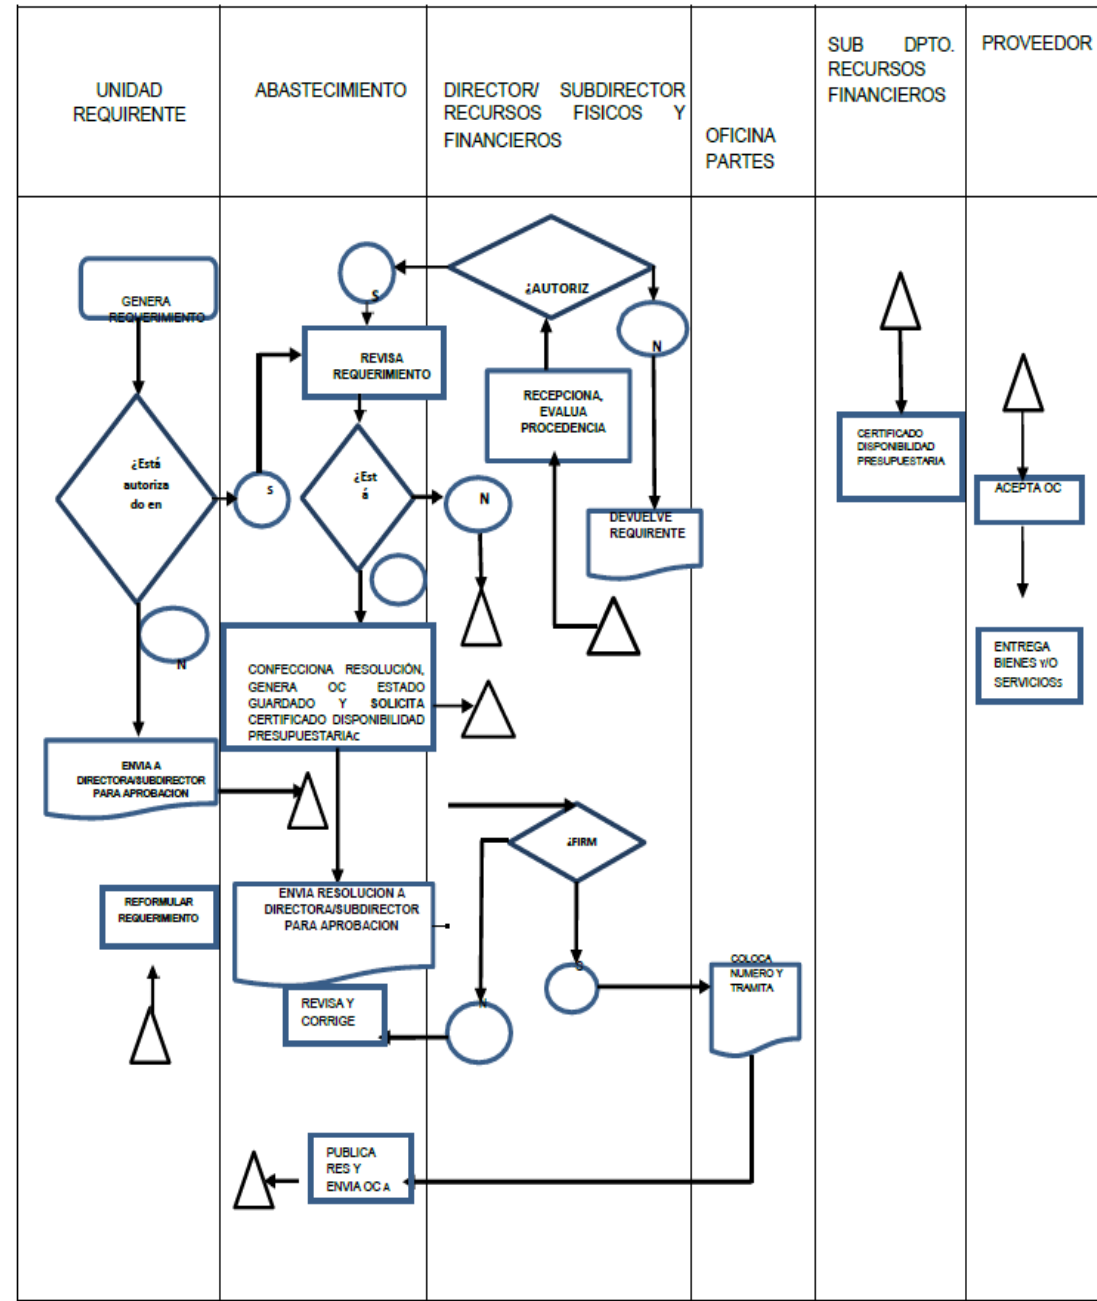 UNIDAD
REQUIRENTE
ABASTECIMIENTO
DIRECTOR/ SUBDIRECTOR
RECURSOS FISICOS Y
FINANCIEROS
OFICINA
PARTES
SUB DPTO.
RECURSOS
FINANCIEROS
PROVEEDOR
GENERA
REQUERIMIENTO
¿Está
autoriza
do en
S
N
ENVIA A
DIRECTORA/SUBDIRECTOR
PARA APROBACION
REFORMULAR
REQUERIMIENTO
S
REVISA
REQUERIMIENTO
¿Est
á
N
CONFECCIONA RESOLUCIÓN,
GENERA OC ESTADO
GUARDADO Y SOLICITA
CERTIFICADO DISPONIBILIDAD
PRESUPUESTARIAC
ENVIA RESOLUCION A
DIRECTORA/SUBDIRECTOR
PARA APROBACION
REVISA Y
CORRIGE
PUBLICA
RES Y
ENVIA OC A
¿AUTORIZ
N
RECEPCIONA,
EVALUA
PROCEDENCIA
DEVUELVE
REQUIRENTE
¿FIRM
S
N
COLOCA
NUMERO Y
TRAMITA
CERTIFICADO
DISPONIBILIDAD
PRESUPUESTARIA
ACEPTA OC
ENTREGA
BIENES Y/O
SERVICIOSs